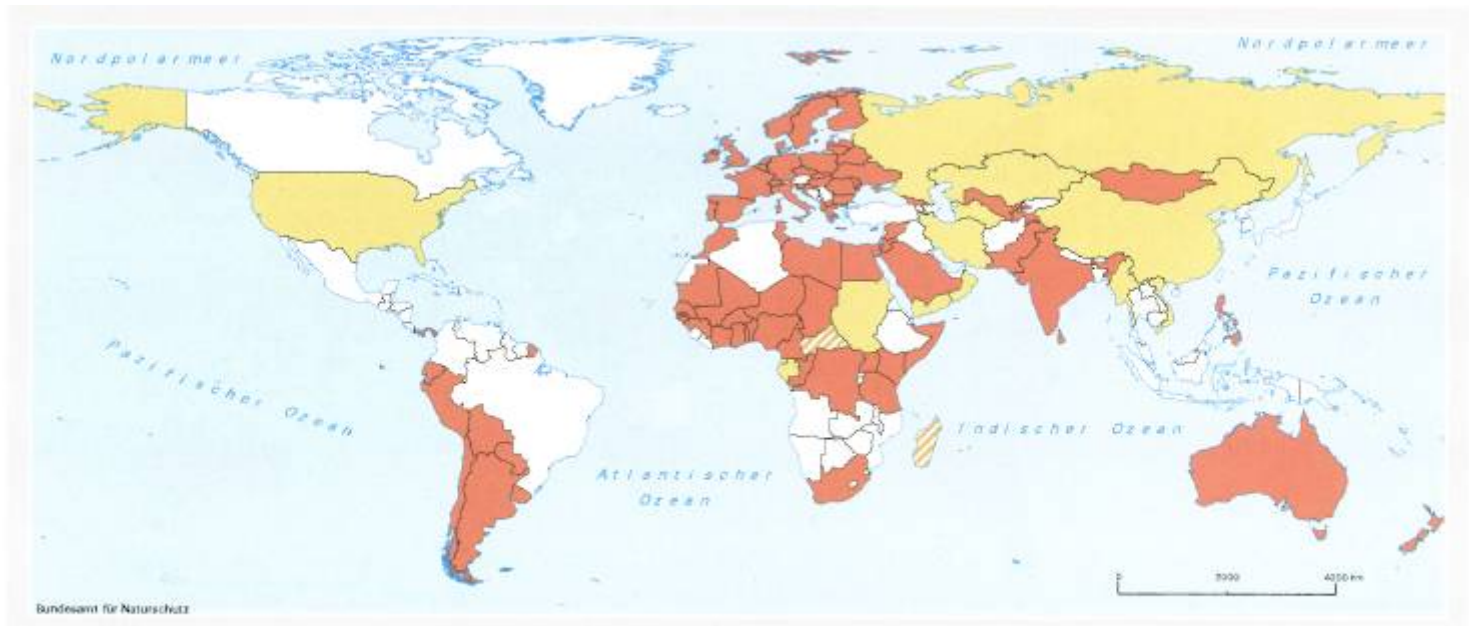 Nordpolarmeer
Nordpolarmeer
Pazifischer
Ozean
Pazifischer Ozean
Indischer Ozean
Atlantischer
Ozean
0 2000 4000 km
Bundesamt für Naturschutz